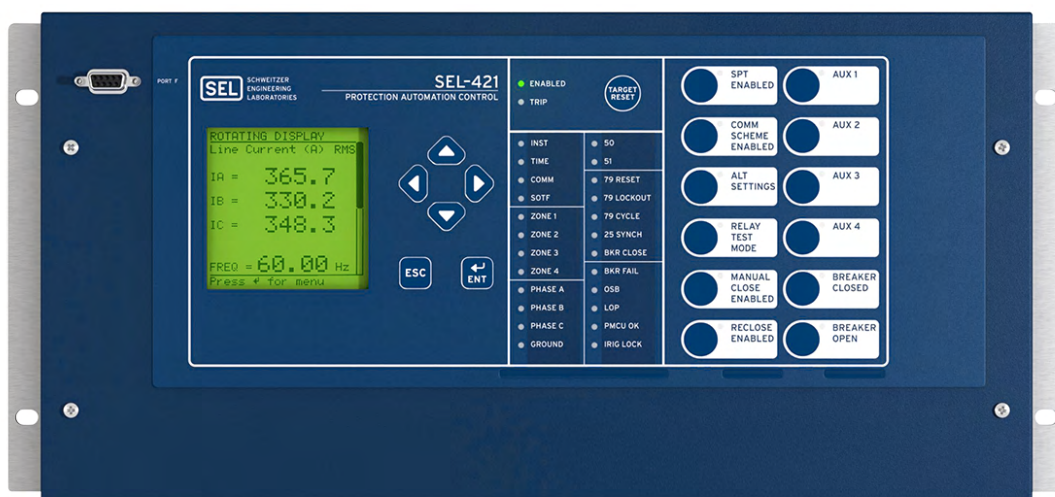 PORT F
SEL
SCHWEITZER
ENGINEERING
LABORATORIES
SEL-421
PROTECTION AUTOMATION CONTROL
ROTATING DISPLAY
Line Current (A) RMS
IA = 365.7
IB = 330.2
IC = 348.3
FREQ = 60.00 Hz
Press ↵ for menu
ESC
↵
ENT
ENABLED
TRIP
TARGET
RESET
INST
TIME
COMM
SOTF
ZONE 1
ZONE 2
ZONE 3
ZONE 4
PHASE A
PHASE B
PHASE C
GROUND
50
51
79 RESET
79 LOCKOUT
79 CYCLE
25 SYNCH
BKR CLOSE
BKR FAIL
OSB
LOP
PMCU OK
IRIG LOCK
SPT
ENABLED
COMM
SCHEME
ENABLED
ALT
SETTINGS
RELAY
TEST
MODE
MANUAL
CLOSE
ENABLED
RECLOSE
ENABLED
AUX 1
AUX 2
AUX 3
AUX 4
BREAKER
CLOSED
BREAKER
OPEN